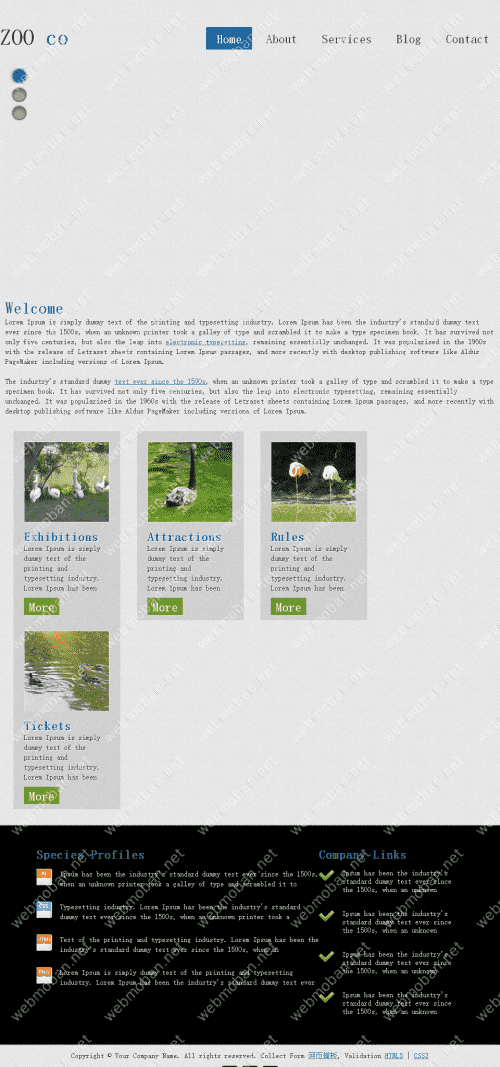 ZOO co
Home About Services Blog Contact
Welcome
Lorem Ipsum is simply dummy text of the printing and typesetting industry. Lorem Ipsum has been the industry's standard dummy text
ever since the 1500s, when an unknown printer took a galley of type and scrambled it to make a type specimen book. It has survived not
only five centuries, but also the leap into electronic typesetting, remaining essentially unchanged. It was popularised in the 1960s
with the release of Letraset sheets containing Lorem Ipsum passages, and more recently with desktop publishing software like Aldus
PageMaker including versions of Lorem Ipsum.
The industry's standard dummy text ever since the 1500s, when an unknown printer took a galley of type and scrambled it to make a type
specimen book. It has survived not only five centuries, but also the leap into electronic typesetting, remaining essentially
unchanged. It was popularised in the 1960s with the release of Letraset sheets containing Lorem Ipsum passages, and more recently with
desktop publishing software like Aldus PageMaker including versions of Lorem Ipsum.
Exhibitions
Lorem Ipsum is simply
dummy text of the
printing and
typesetting industry.
Lorem Ipsum has been
More
Attractions
Lorem Ipsum is simply
dummy text of the
printing and
typesetting industry.
Lorem Ipsum has been
More
Rules
Lorem Ipsum is simply
dummy text of the
printing and
typesetting industry.
Lorem Ipsum has been
More
Tickets
Lorem Ipsum is simply
dummy text of the
printing and
typesetting industry.
Lorem Ipsum has been
More
Species Profiles
Ipsum has been the industry's standard dummy text ever since the 1500s,
when an unknown printer took a galley of type and scrambled it to
Typesetting industry. Lorem Ipsum has been the industry's standard
dummy text ever since the 1500s, when an unknown printer took a
Text of the printing and typesetting industry. Lorem Ipsum has been the
industry's standard dummy text ever since the 1500s, when an
Lorem Ipsum is simply dummy text of the printing and typesetting
industry. Lorem Ipsum has been the industry's standard dummy text ever
Company Links
Ipsum has been the industry's
standard dummy text ever since
the 1500s, when an unknown
Ipsum has been the industry's
standard dummy text ever since
the 1500s, when an unknown
Ipsum has been the industry's
standard dummy text ever since
the 1500s, when an unknown
Ipsum has been the industry's
standard dummy text ever since
the 1500s, when an unknown
Copyright © Your Company Name. All rights reserved. Collect Form 网页模板, Validation HTML5 | CSS3